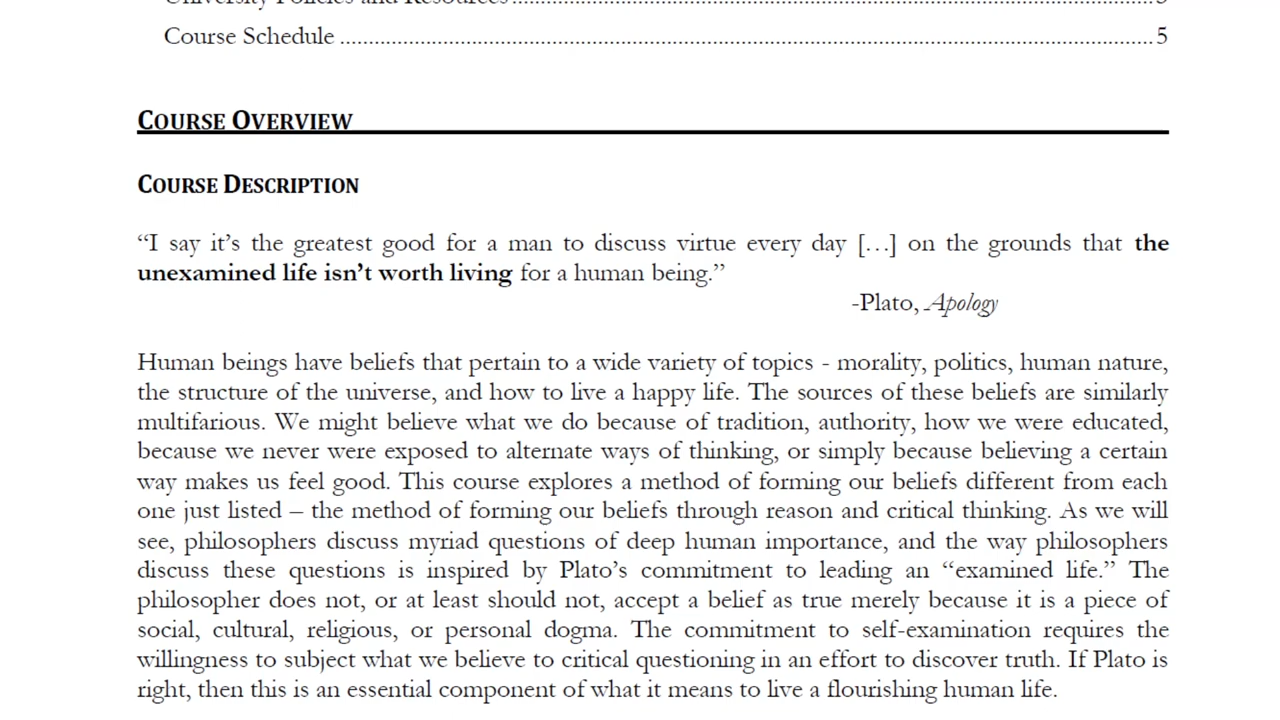 University Policies and Resources 5
Course Schedule 5
COURSE OVERVIEW
COURSE DESCRIPTION
“I say it’s the greatest good for a man to discuss virtue every day […] on the grounds that the
unexamined life isn’t worth living for a human being.”
-Plato, Apology
Human beings have beliefs that pertain to a wide variety of topics - morality, politics, human nature,
the structure of the universe, and how to live a happy life. The sources of these beliefs are similarly
multifarious. We might believe what we do because of tradition, authority, how we were educated,
because we never were exposed to alternate ways of thinking, or simply because believing a certain
way makes us feel good. This course explores a method of forming our beliefs different from each
one just listed – the method of forming our beliefs through reason and critical thinking. As we will
see, philosophers discuss myriad questions of deep human importance, and the way philosophers
discuss these questions is inspired by Plato’s commitment to leading an “examined life.” The
philosopher does not, or at least should not, accept a belief as true merely because it is a piece of
social, cultural, religious, or personal dogma. The commitment to self-examination requires the
willingness to subject what we believe to critical questioning in an effort to discover truth. If Plato is
right, then this is an essential component of what it means to live a flourishing human life.